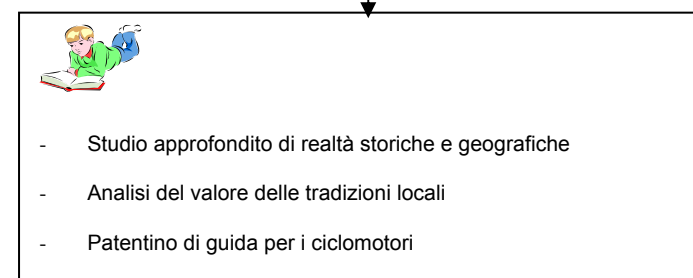 - Studio approfondito di realtà storiche e geografiche
- Analisi del valore delle tradizioni locali
- Patentino di guida per i ciclomotori